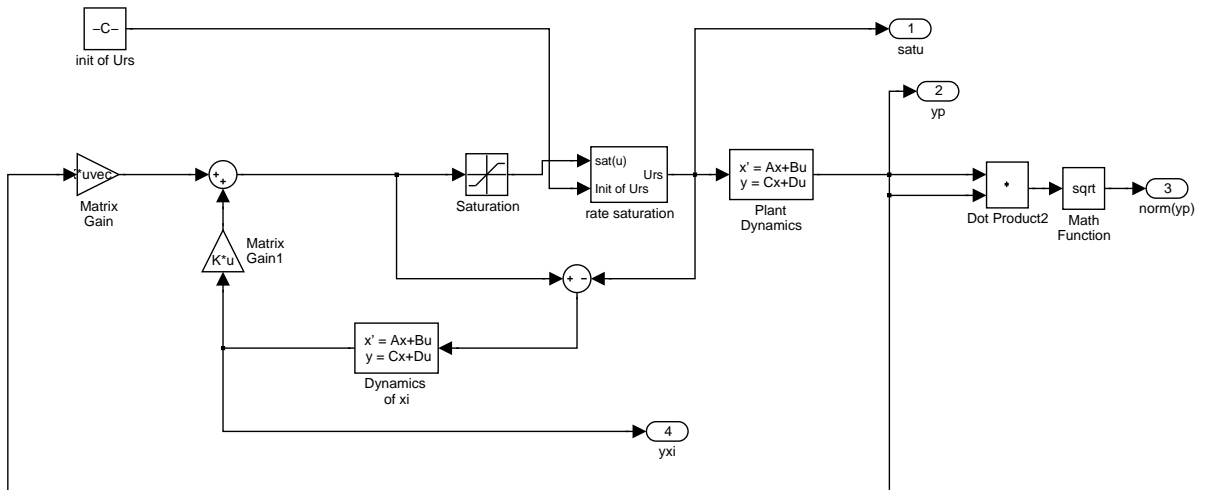 –C–
init of Urs
1
satu
2
yp
*uvec
Matrix
Gain
+
+
Saturation
sat(u)
Urs
Init of Urs
rate saturation
x' = Ax+Bu
y = Cx+Du
Plant
Dynamics
Dot Product2
sqrt
Math
Function
3
norm(yp)
K*u
Matrix
Gain1
+ –
x' = Ax+Bu
y = Cx+Du
Dynamics
of xi
4
yxi